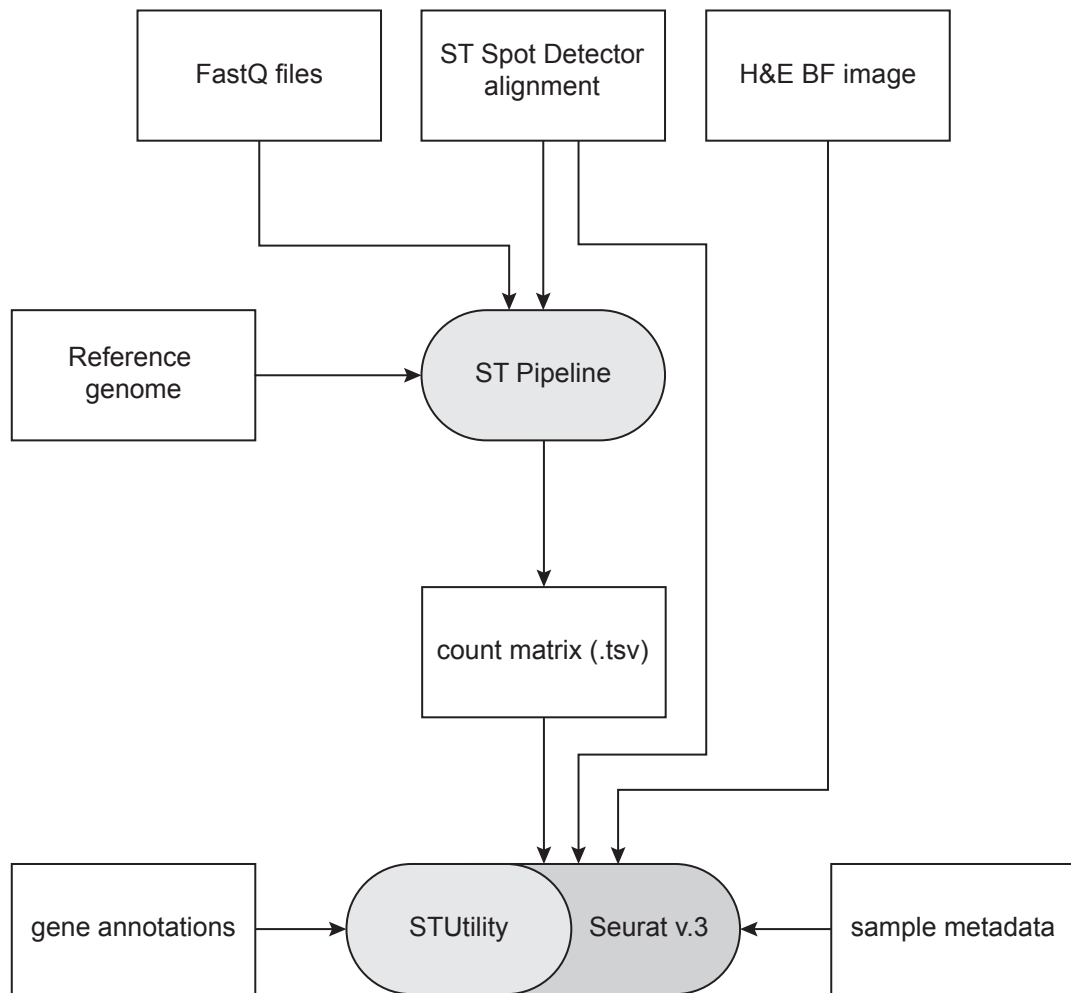 FastQ files
ST Spot Detector
alignment
H&E BF image
Reference
genome
ST Pipeline
count matrix (.tsv)
gene annotations
STUtility
Seurat v.3
sample metadata